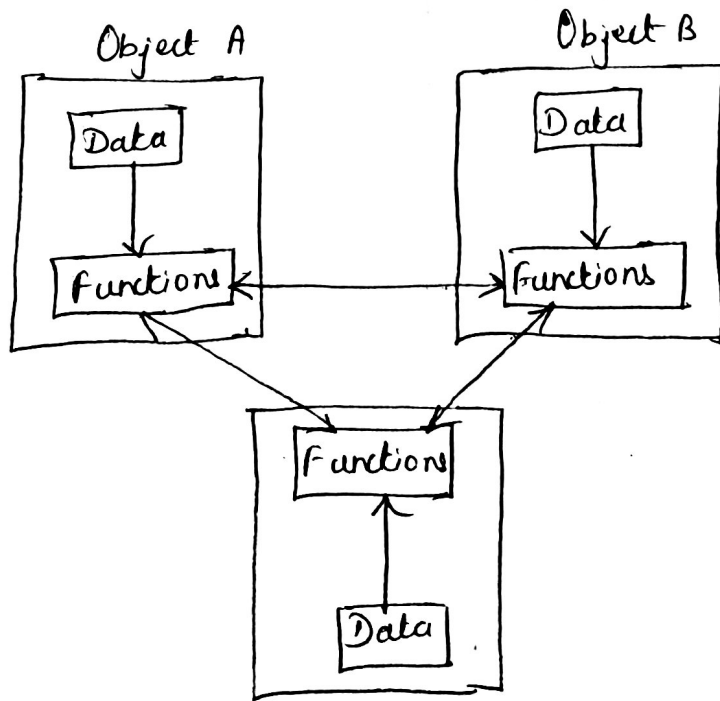 Object A
Object B
Data
Data
Functions
Functions
Functions
Data